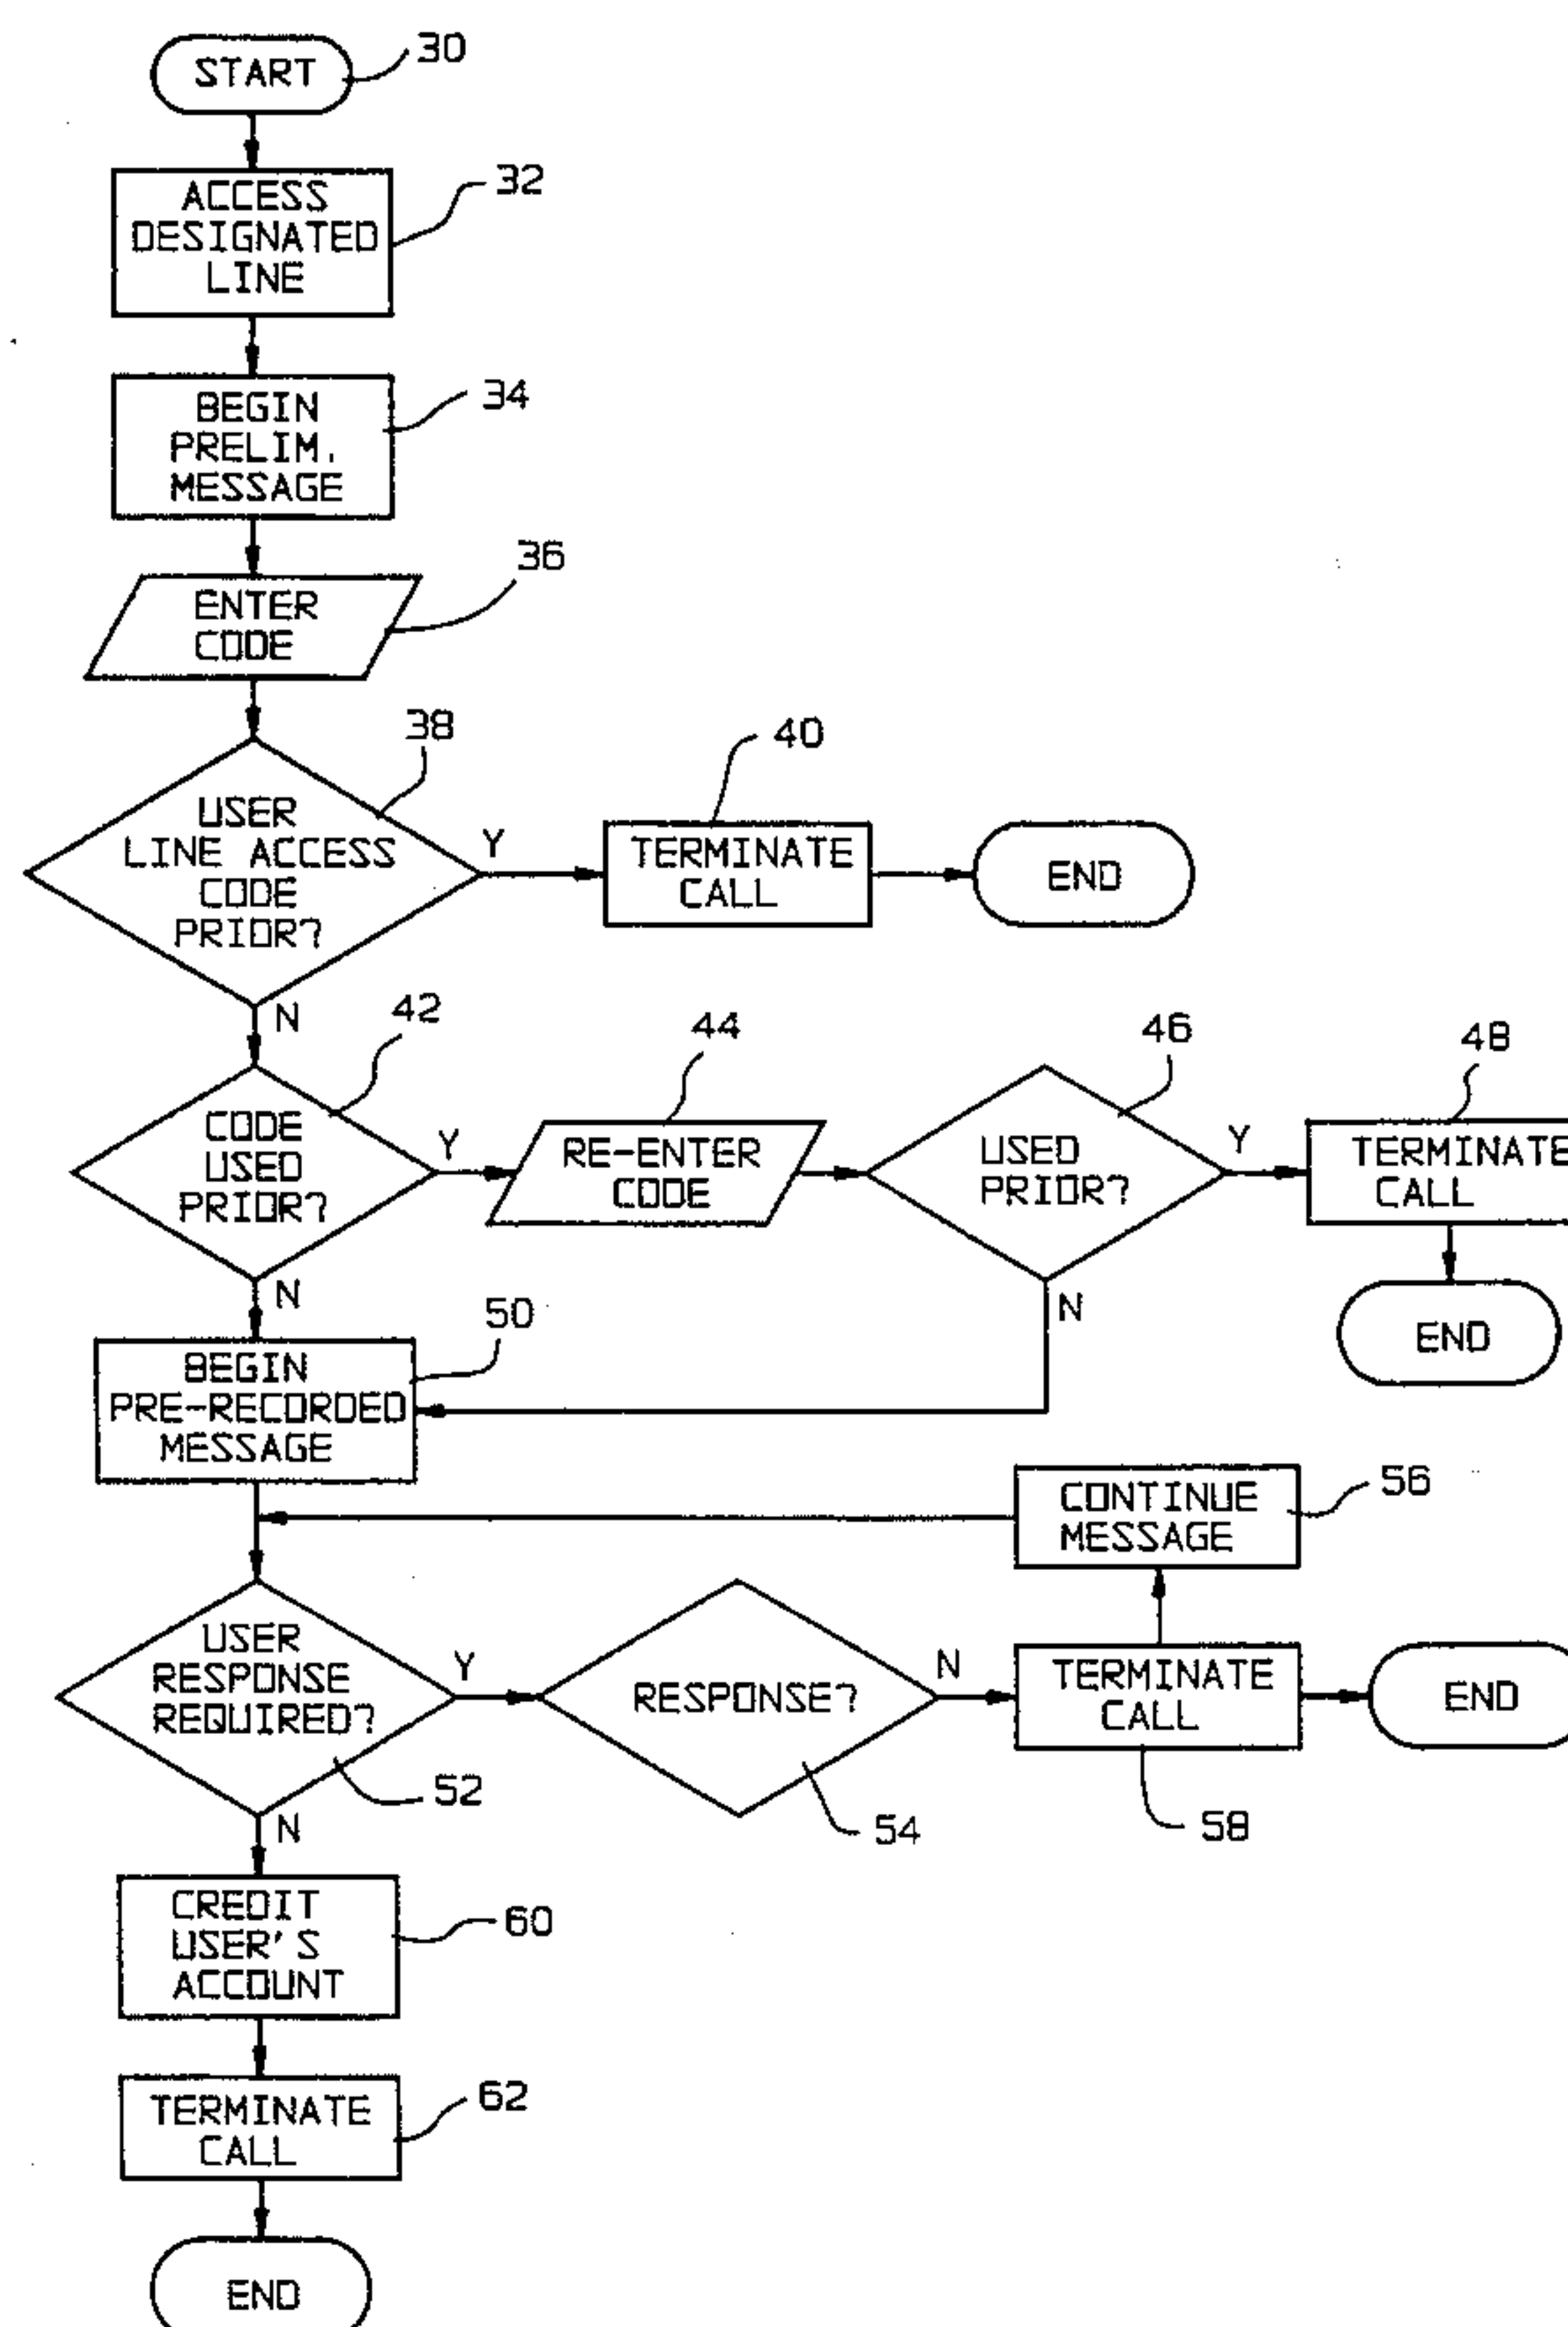 START
30
ACCESS
DESIGNATED
LINE
32
BEGIN
PRELIM.
MESSAGE
34
ENTER
CODE
36
USER
LINE ACCESS
CODE
PRIOR?
38
Y
N
TERMINATE
CALL
40
END
CODE
USED
PRIOR?
42
Y
N
RE-ENTER
CODE
44
USED
PRIOR?
46
Y
N
TERMINATE
CALL
48
END
BEGIN
PRE-RECORDED
MESSAGE
50
CONTINUE
MESSAGE
56
USER
RESPONSE
REQUIRED?
52
Y
N
RESPONSE?
54
N
TERMINATE
CALL
58
END
CREDIT
USER'S
ACCOUNT
60
TERMINATE
CALL
62
END